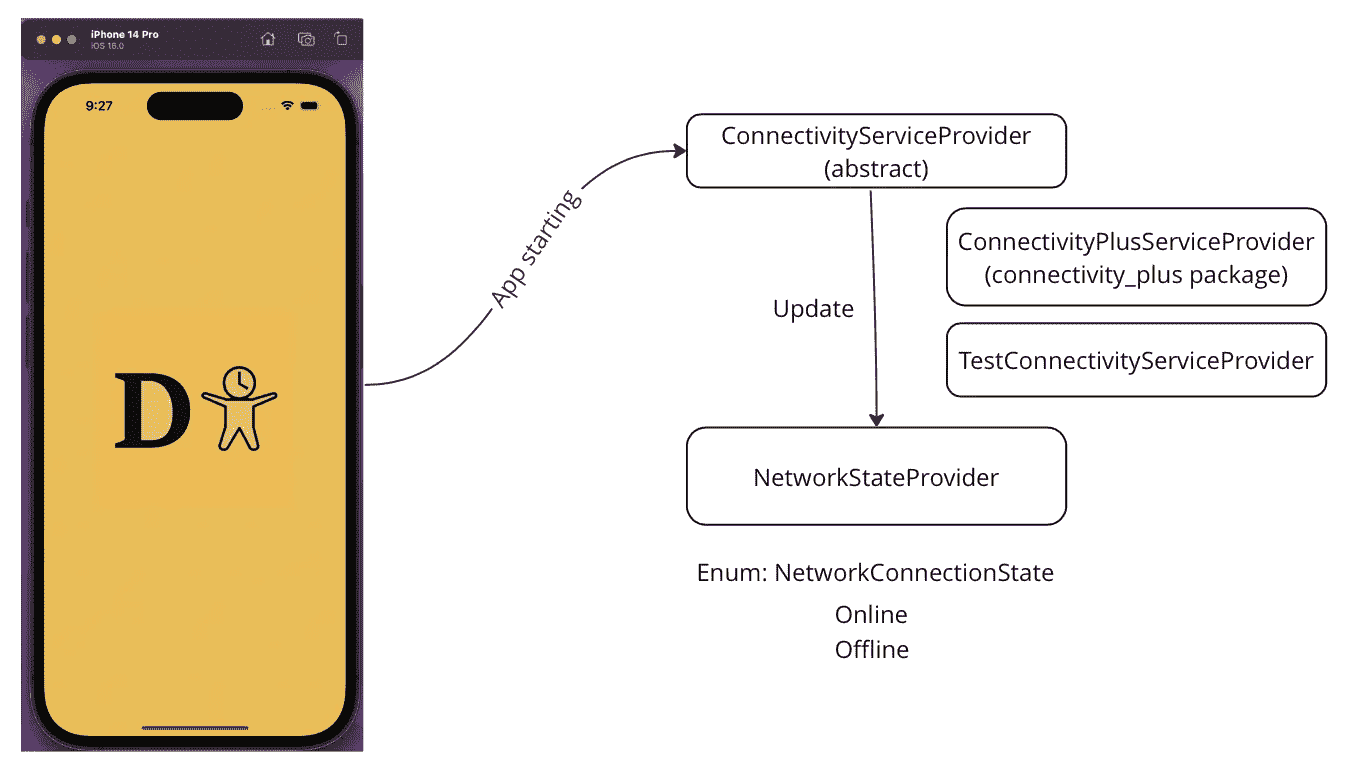 iPhone 14 Pro
iOS 16.0
9:27
D
App starting
ConnectivityServiceProvider
(abstract)
ConnectivityPlusServiceProvider
(connectivity_plus package)
Update
TestConnectivityServiceProvider
NetworkStateProvider
Enum: NetworkConnectionState
Online
Offline